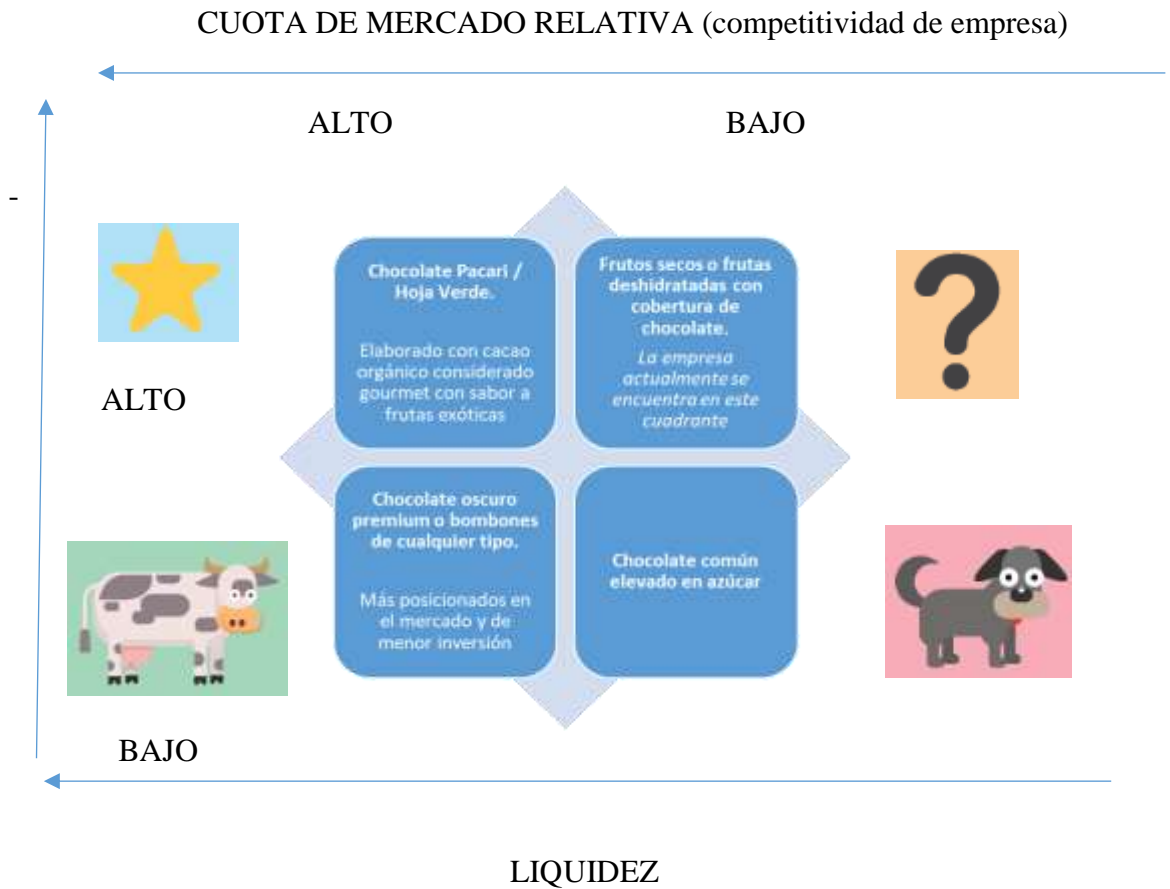 CUOTA DE MERCADO RELATIVA (competitividad de empresa)
ALTO
BAJO
-
Chocolate Pacari /
Hoja Verde.
Elaborado con cacao
orgánico considerado
gourmet con sabor a
frutas exóticas
Frutos secos o frutas
deshidratadas con
cobertura de
chocolate.
La empresa
actualmente se
encuentra en este
cuadrante
?
ALTO
Chocolate oscuro
premium o bombones
de cualquier tipo.
Más posicionados en
el mercado y de
menor inversión
Chocolate común
elevado en azúcar
BAJO
LIQUIDEZ